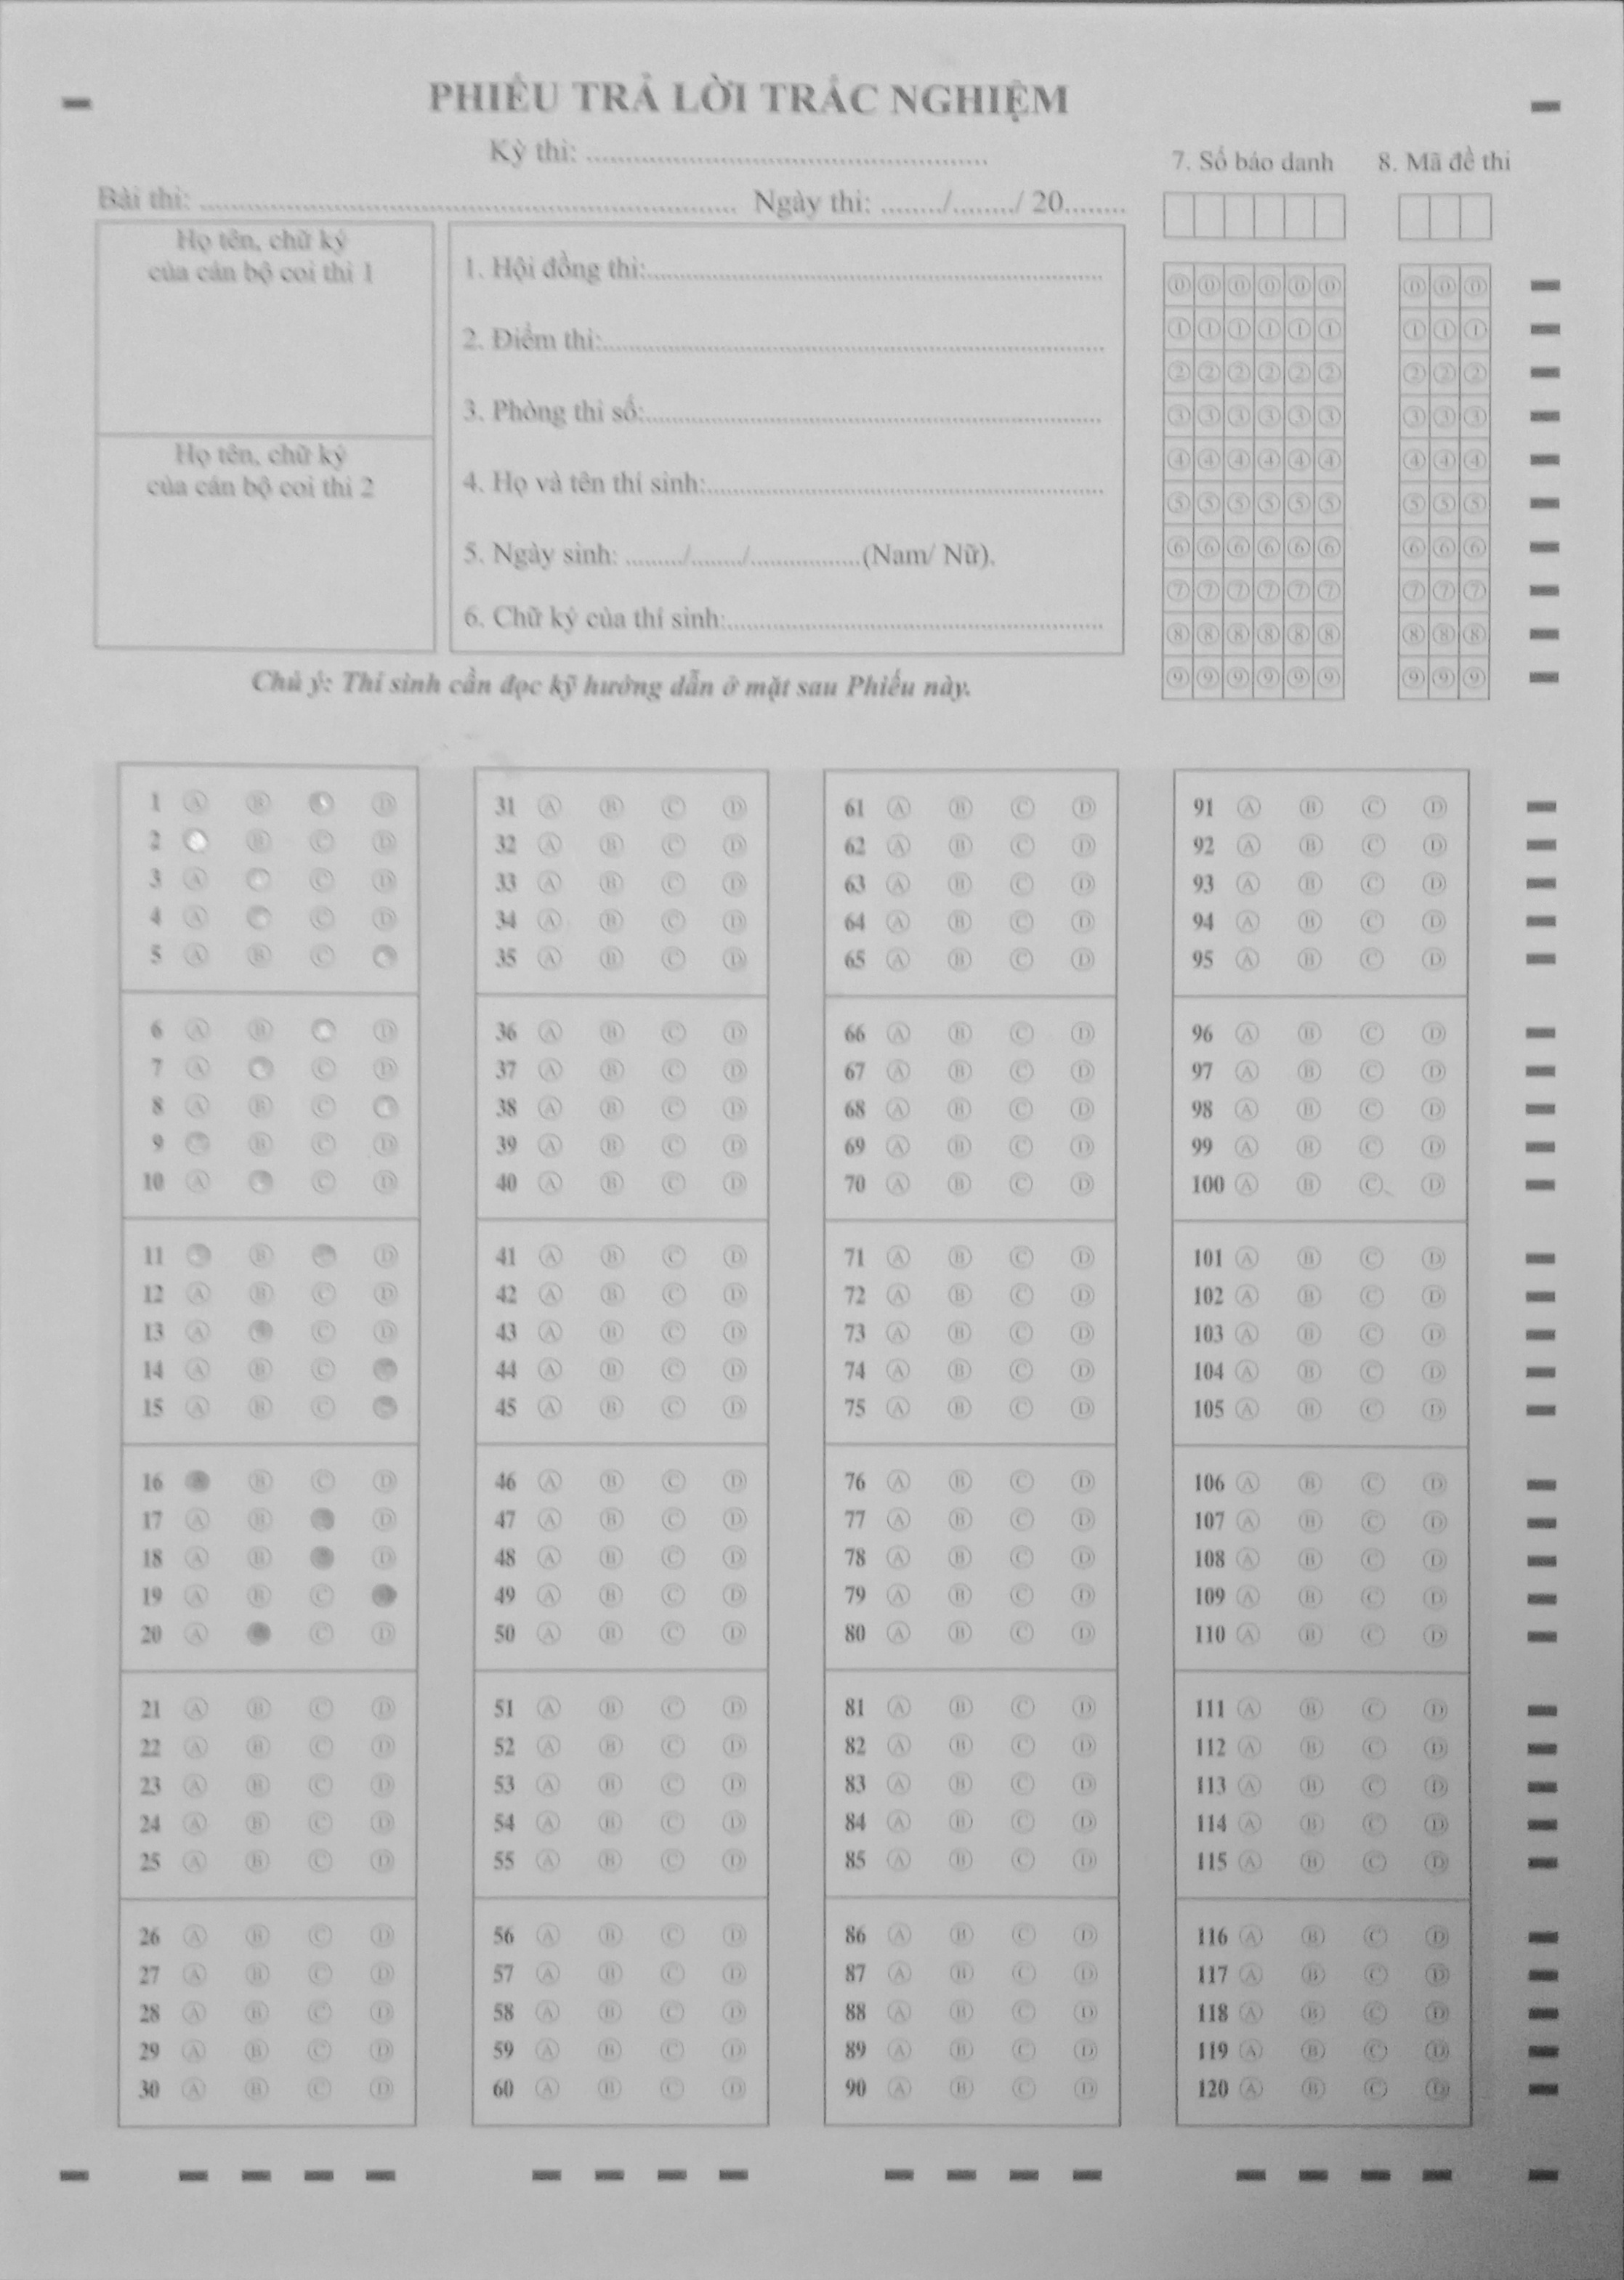 PHIẾU TRẢ LỜI TRẮC NGHIỆM
Kỳ thi: ................................................
Bài thi: ................................................................ Ngày thi: ......../......../ 20........
7. Số báo danh 8. Mã đề thi
Họ tên, chữ ký
của cán bộ coi thi 1
Họ tên, chữ ký
của cán bộ coi thi 2
1. Hội đồng thi:......................................................
2. Điểm thi:............................................................
3. Phòng thi số:......................................................
4. Họ và tên thí sinh:...............................................
5. Ngày sinh: ........./......../.................(Nam/ Nữ).
6. Chữ ký của thí sinh:.............................................
0 0 0 0 0 0 0 0 0
1 1 1 1 1 1 1 1 1
2 2 2 2 2 2 2 2 2
3 3 3 3 3 3 3 3 3
4 4 4 4 4 4 4 4 4
5 5 5 5 5 5 5 5 5
6 6 6 6 6 6 6 6 6
7 7 7 7 7 7 7 7 7
8 8 8 8 8 8 8 8 8
9 9 9 9 9 9 9 9 9
Chú ý: Thí sinh cần đọc kỹ hướng dẫn ở mặt sau Phiếu này.
1 A B D
2 B C D
3 A C D
4 A C D
5 A B C
6 A B D
7 A C D
8 A B C
9 B C D
10 A C D
11 B D
12 A B C D
13 A C D
14 A B C
15 A B C
16 B C D
17 A B D
18 A B D
19 A B C
20 A C D
21 A B C D
22 A B C D
23 A B C D
24 A B C D
25 A B C D
26 A B C D
27 A B C D
28 A B C D
29 A B C D
30 A B C D
31 A B C D
32 A B C D
33 A B C D
34 A B C D
35 A B C D
36 A B C D
37 A B C D
38 A B C D
39 A B C D
40 A B C D
41 A B C D
42 A B C D
43 A B C D
44 A B C D
45 A B C D
46 A B C D
47 A B C D
48 A B C D
49 A B C D
50 A B C D
51 A B C D
52 A B C D
53 A B C D
54 A B C D
55 A B C D
56 A B C D
57 A B C D
58 A B C D
59 A B C D
60 A B C D
61 A B C D
62 A B C D
63 A B C D
64 A B C D
65 A B C D
66 A B C D
67 A B C D
68 A B C D
69 A B C D
70 A B C D
71 A B C D
72 A B C D
73 A B C D
74 A B C D
75 A B C D
76 A B C D
77 A B C D
78 A B C D
79 A B C D
80 A B C D
81 A B C D
82 A B C D
83 A B C D
84 A B C D
85 A B C D
86 A B C D
87 A B C D
88 A B C D
89 A B C D
90 A B C D
91 A B C D
92 A B C D
93 A B C D
94 A B C D
95 A B C D
96 A B C D
97 A B C D
98 A B C D
99 A B C D
100 A B C D
101 A B C D
102 A B C D
103 A B C D
104 A B C D
105 A B C D
106 A B C D
107 A B C D
108 A B C D
109 A B C D
110 A B C D
111 A B C D
112 A B C D
113 A B C D
114 A B C D
115 A B C D
116 A B C D
117 A B C D
118 A B C D
119 A B C D
120 A B C D